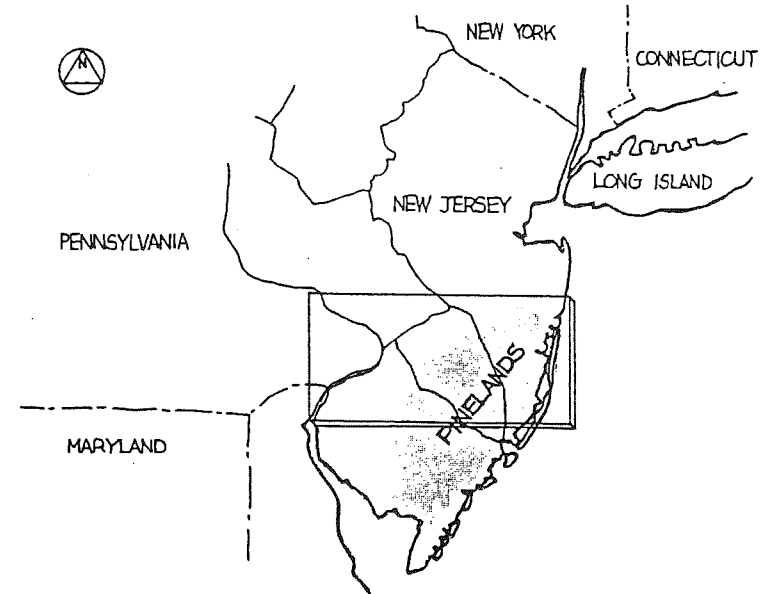 NEW YORK
CONNECTICUT
N
LONG ISLAND
NEW JERSEY
PENNSYLVANIA
PINELANDS
MARYLAND